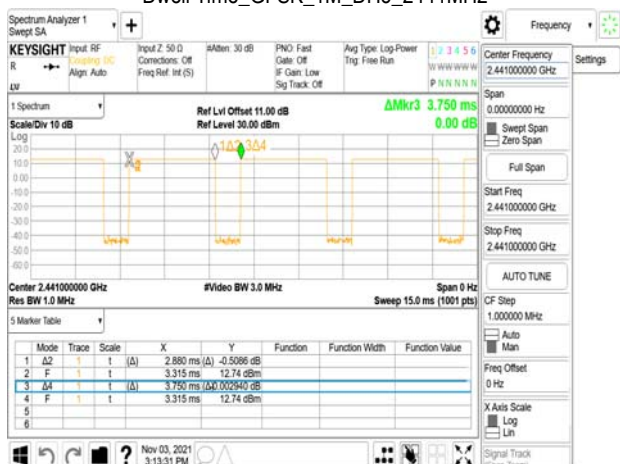 Spectrum Analyzer 1
Swept SA
Frequency
KEYSIGHT Input: RF
Coupling: DC
Align: Auto
Input Z: 50 Ω
Corrections: Off
Freq Ref: Int (S)
#Atten: 30 dB
PNO: Fast
Gate: Off
IF Gain: Low
Sig Track: Off
Avg Type: Log-Power
Trig: Free Run
1 2 3 4 5 6
W W W W W W
P N N N N N
R
LV
Center Frequency
2.441000000 GHz
Settings
Span
0.00000000 Hz
Swept Span
Zero Span
Full Span
Start Freq
2.441000000 GHz
Stop Freq
2.441000000 GHz
AUTO TUNE
CF Step
1.000000 MHz
Auto
Man
Freq Offset
0 Hz
X Axis Scale
Log
Lin
Signal Track
1 Spectrum
Scale/Div 10 dB
Log
Ref Lvl Offset 11.00 dB
Ref Level 30.00 dBm
ΔMkr3 3.750 ms
0.00 dB
20.0
10.0
0.00
-10.0
-20.0
-30.0
-40.0
-50.0
-60.0
1Δ2 3Δ4
Center 2.441000000 GHz
Res BW 1.0 MHz
#Video BW 3.0 MHz
Span 0 Hz
Sweep 15.0 ms (1001 pts)
5 Marker Table
Mode Trace Scale X Y Function Function Width Function Value
1 Δ2 1 t (Δ) 2.880 ms (Δ) -0.5086 dB
2 F 1 t 3.315 ms 12.74 dBm
3 Δ4 1 t (Δ) 3.750 ms (Δ) 0.002940 dB
4 F 1 t 3.315 ms 12.74 dBm
5
6
? Nov 03, 2021
3:13:31 PM